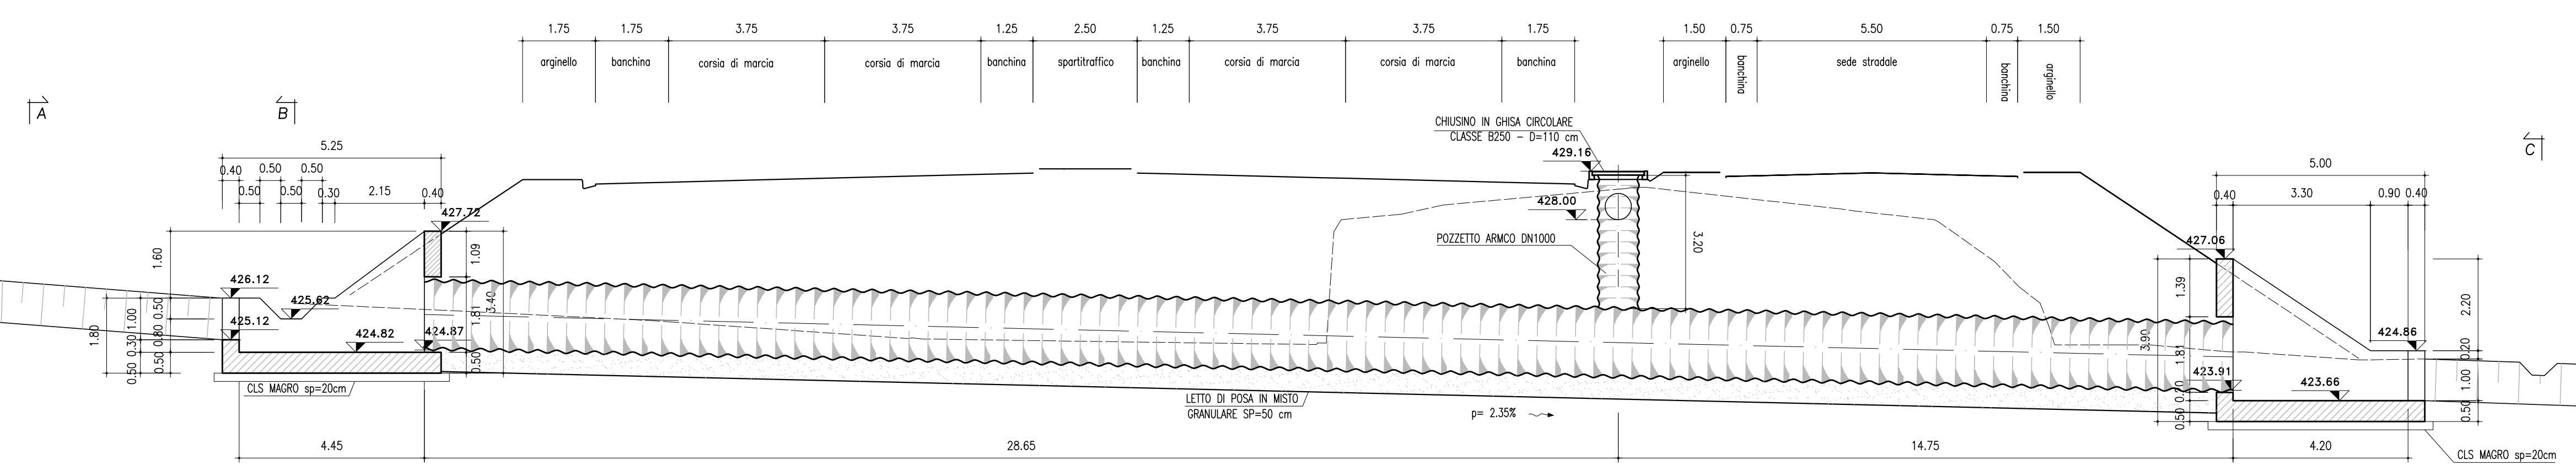 1.75 1.75 3.75 3.75 1.25 2.50 1.25 3.75 3.75 1.75 1.50 0.75 5.50 0.75 1.50
arginello banchina corsia di marcia corsia di marcia banchina spartitraffico banchina corsia di marcia corsia di marcia banchina arginello banchina sede stradale banchina arginello
A B C
CHIUSINO IN GHISA CIRCOLARE
CLASSE B250 - D=110 cm
5.25
429.16
5.00
0.40 0.50 0.50
0.50 0.50 0.30 2.15 0.40
0.40 3.30 0.90 0.40
428.00
427.72
POZZETTO ARMCO DN1000
3.20
427.06
1.60
1.09
426.12
425.62
1.39
2.20
3.40
1.81
0.50
1.00
1.80
425.12
424.82
424.87
424.86
0.80
0.30
0.50
0.50
0.50
1.81
0.20
423.91
423.66
1.00
0.20
0.50
0.50
CLS MAGRO sp=20cm
LETTO DI POSA IN MISTO
GRANULARE SP=50 cm
p= 2.35%
4.45 28.65 14.75 4.20
CLS MAGRO sp=20cm